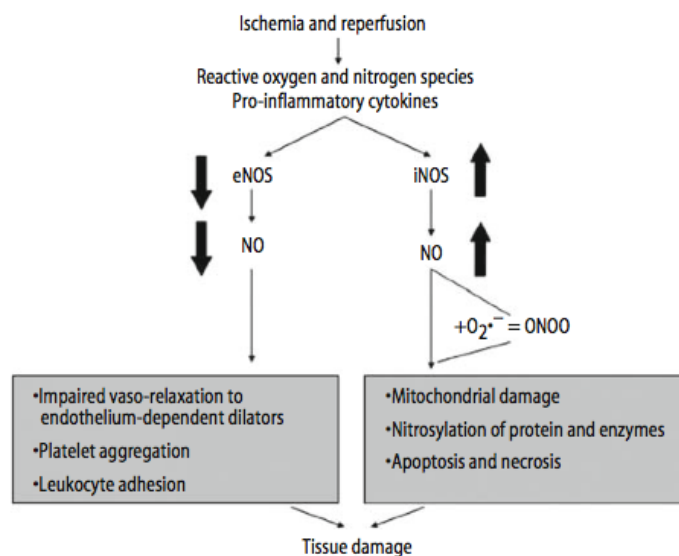 Ischemia and reperfusion
Reactive oxygen and nitrogen species
Pro-inflammatory cytokines
eNOS
iNOS
NO
NO
+O₂•⁻ = ONOO
•Impaired vaso-relaxation to
endothelium-dependent dilators
•Platelet aggregation
•Leukocyte adhesion
•Mitochondrial damage
•Nitrosylation of protein and enzymes
•Apoptosis and necrosis
Tissue damage